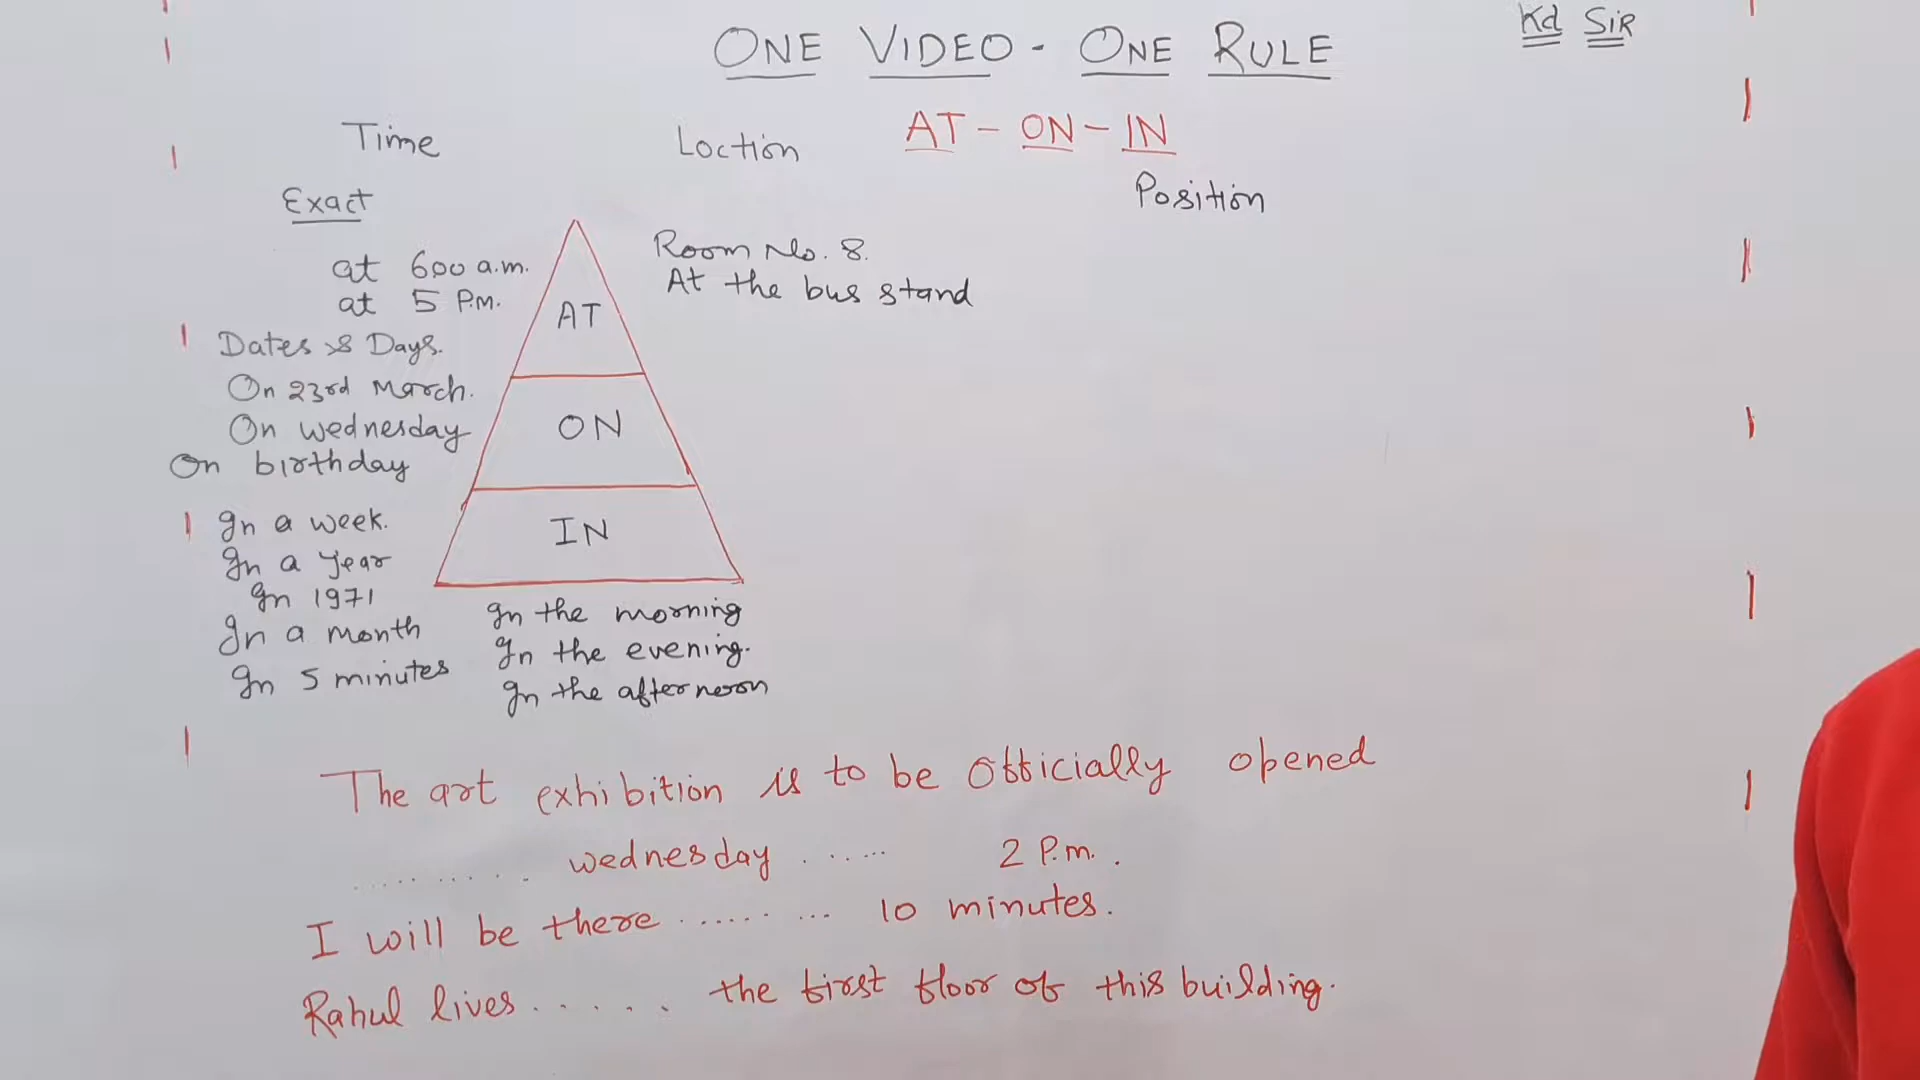 ONE VIDEO - ONE RULE
Kd SiR
Time
Loction
AT - ON - IN
Position
Exact
at 600 a.m.
at 5 P.M.
Room No. 8.
At the bus stand
AT
Dates & Days.
On 23rd March.
On wednesday
On birthday
ON
In a week.
In a year
In 1971
In a month
In 5 minutes
IN
In the morning
In the evening.
In the afternoon
The art exhibition is to be officially opened
.......... wednesday ...... 2 P.m..
I will be there ......... 10 minutes.
Rahul lives ..... the first floor of this building.